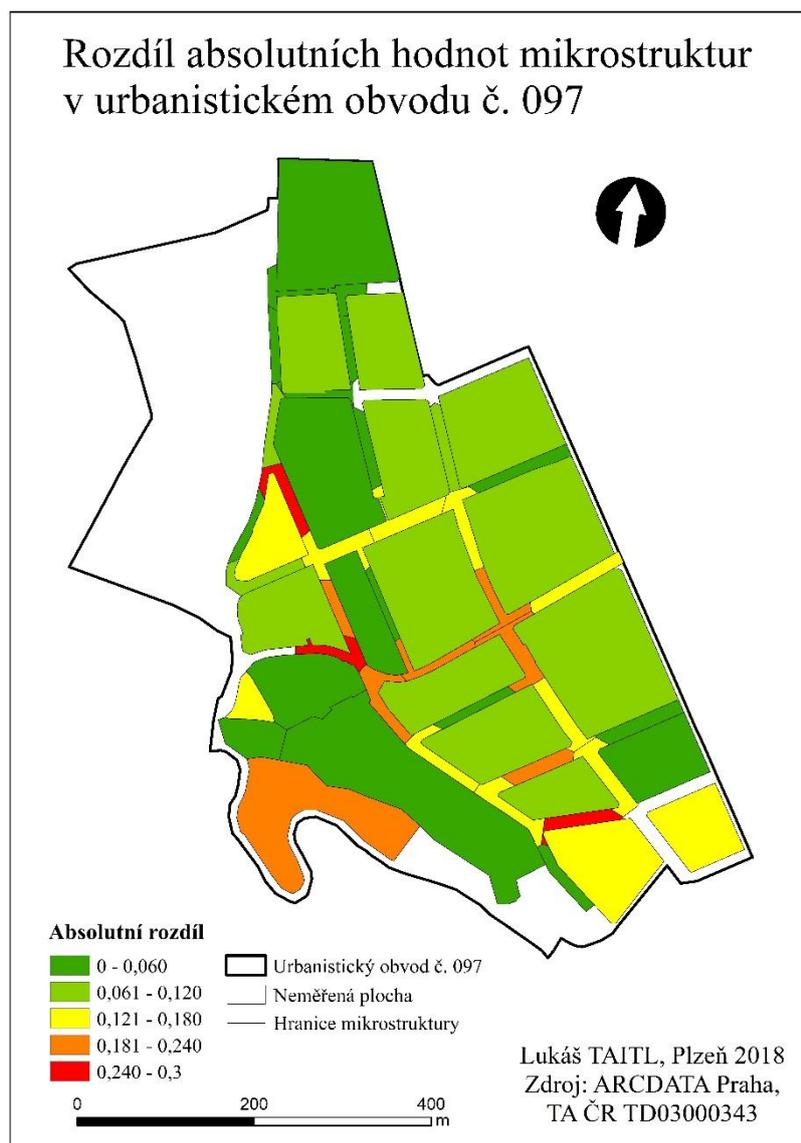 Rozdíl absolutních hodnot mikrostruktur
v urbanistickém obvodu č. 097
Absolutní rozdíl
0 - 0,060
0,061 - 0,120
0,121 - 0,180
0,181 - 0,240
0,240 - 0,3
Urbanistický obvod č. 097
Neměřená plocha
Hranice mikrostruktury
0 200 400
m
Lukáš TAITL, Plzeň 2018
Zdroj: ARCDATA Praha,
TA ČR TD03000343